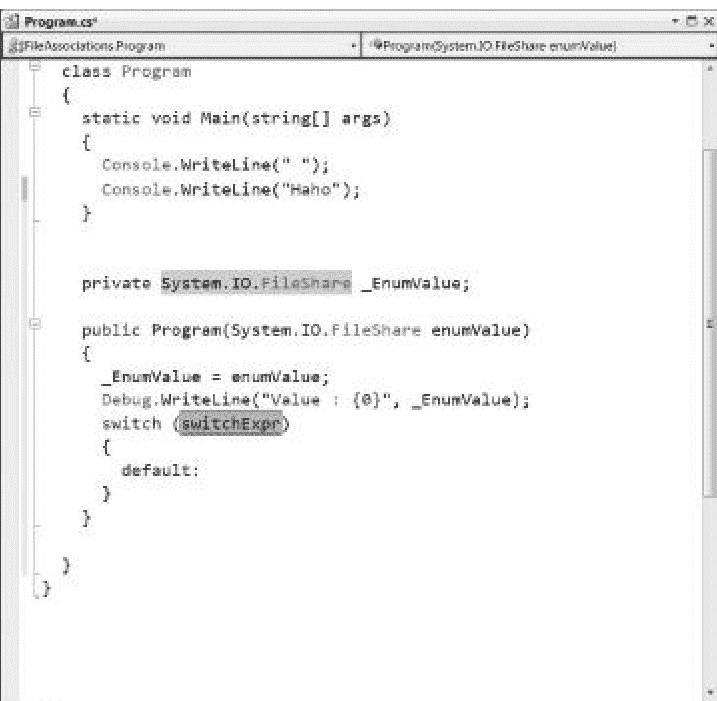 Program.cs*
FileAssociations.Program
Program(System.IO.FileShare enumValue)
class Program
{
static void Main(string[] args)
{
Console.WriteLine(" ");
Console.WriteLine("Haho");
}
private System.IO.FileShare _EnumValue;
public Program(System.IO.FileShare enumValue)
{
_EnumValue = enumValue;
Debug.WriteLine("Value : {0}", _EnumValue);
switch (switchExpr)
{
default:
}
}
}
}